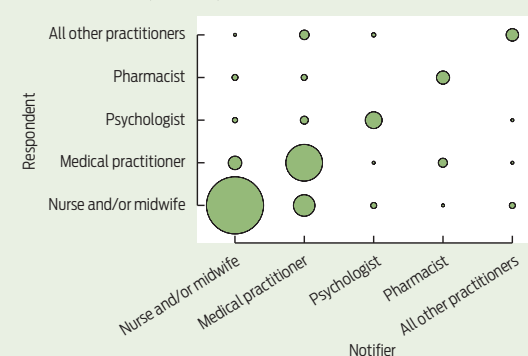 All other practitioners
Pharmacist
Psychologist
Medical practitioner
Nurse and/or midwife
Respondent
Nurse and/or midwife
Medical practitioner
Psychologist
Pharmacist
All other practitioners
Notifier